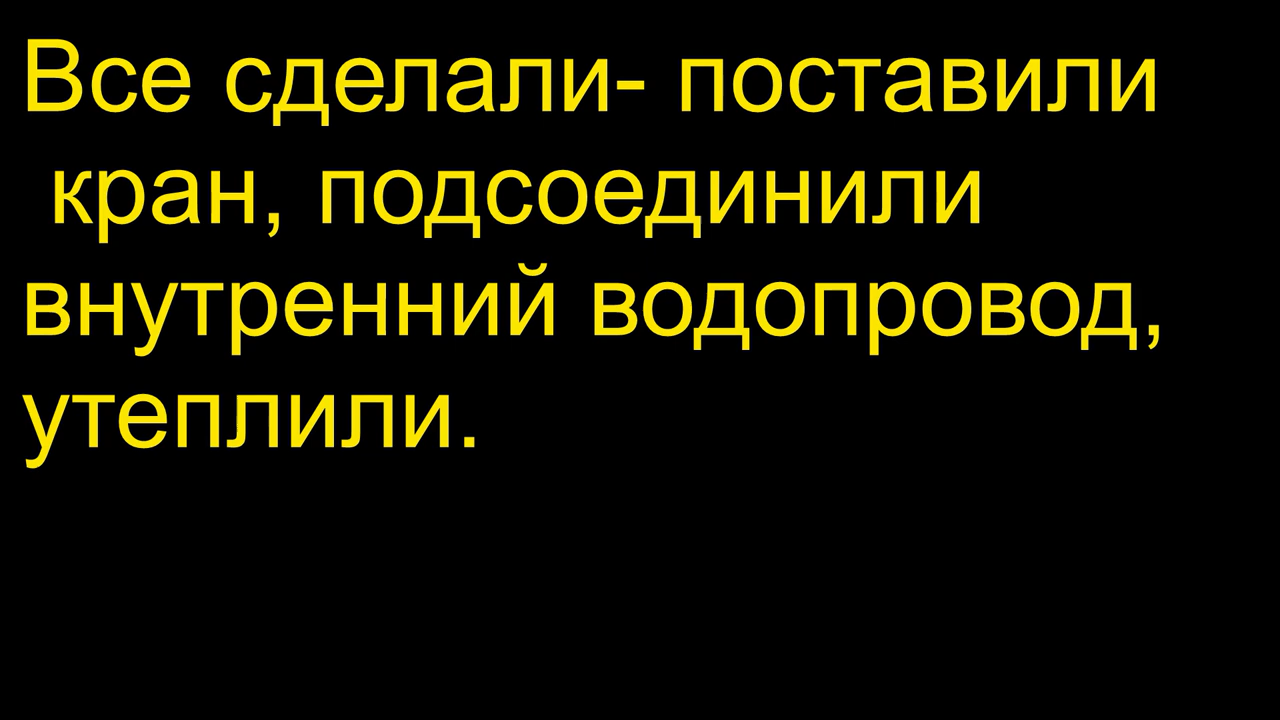 Все сделали- поставили
кран, подсоединили
внутренний водопровод,
утеплили.